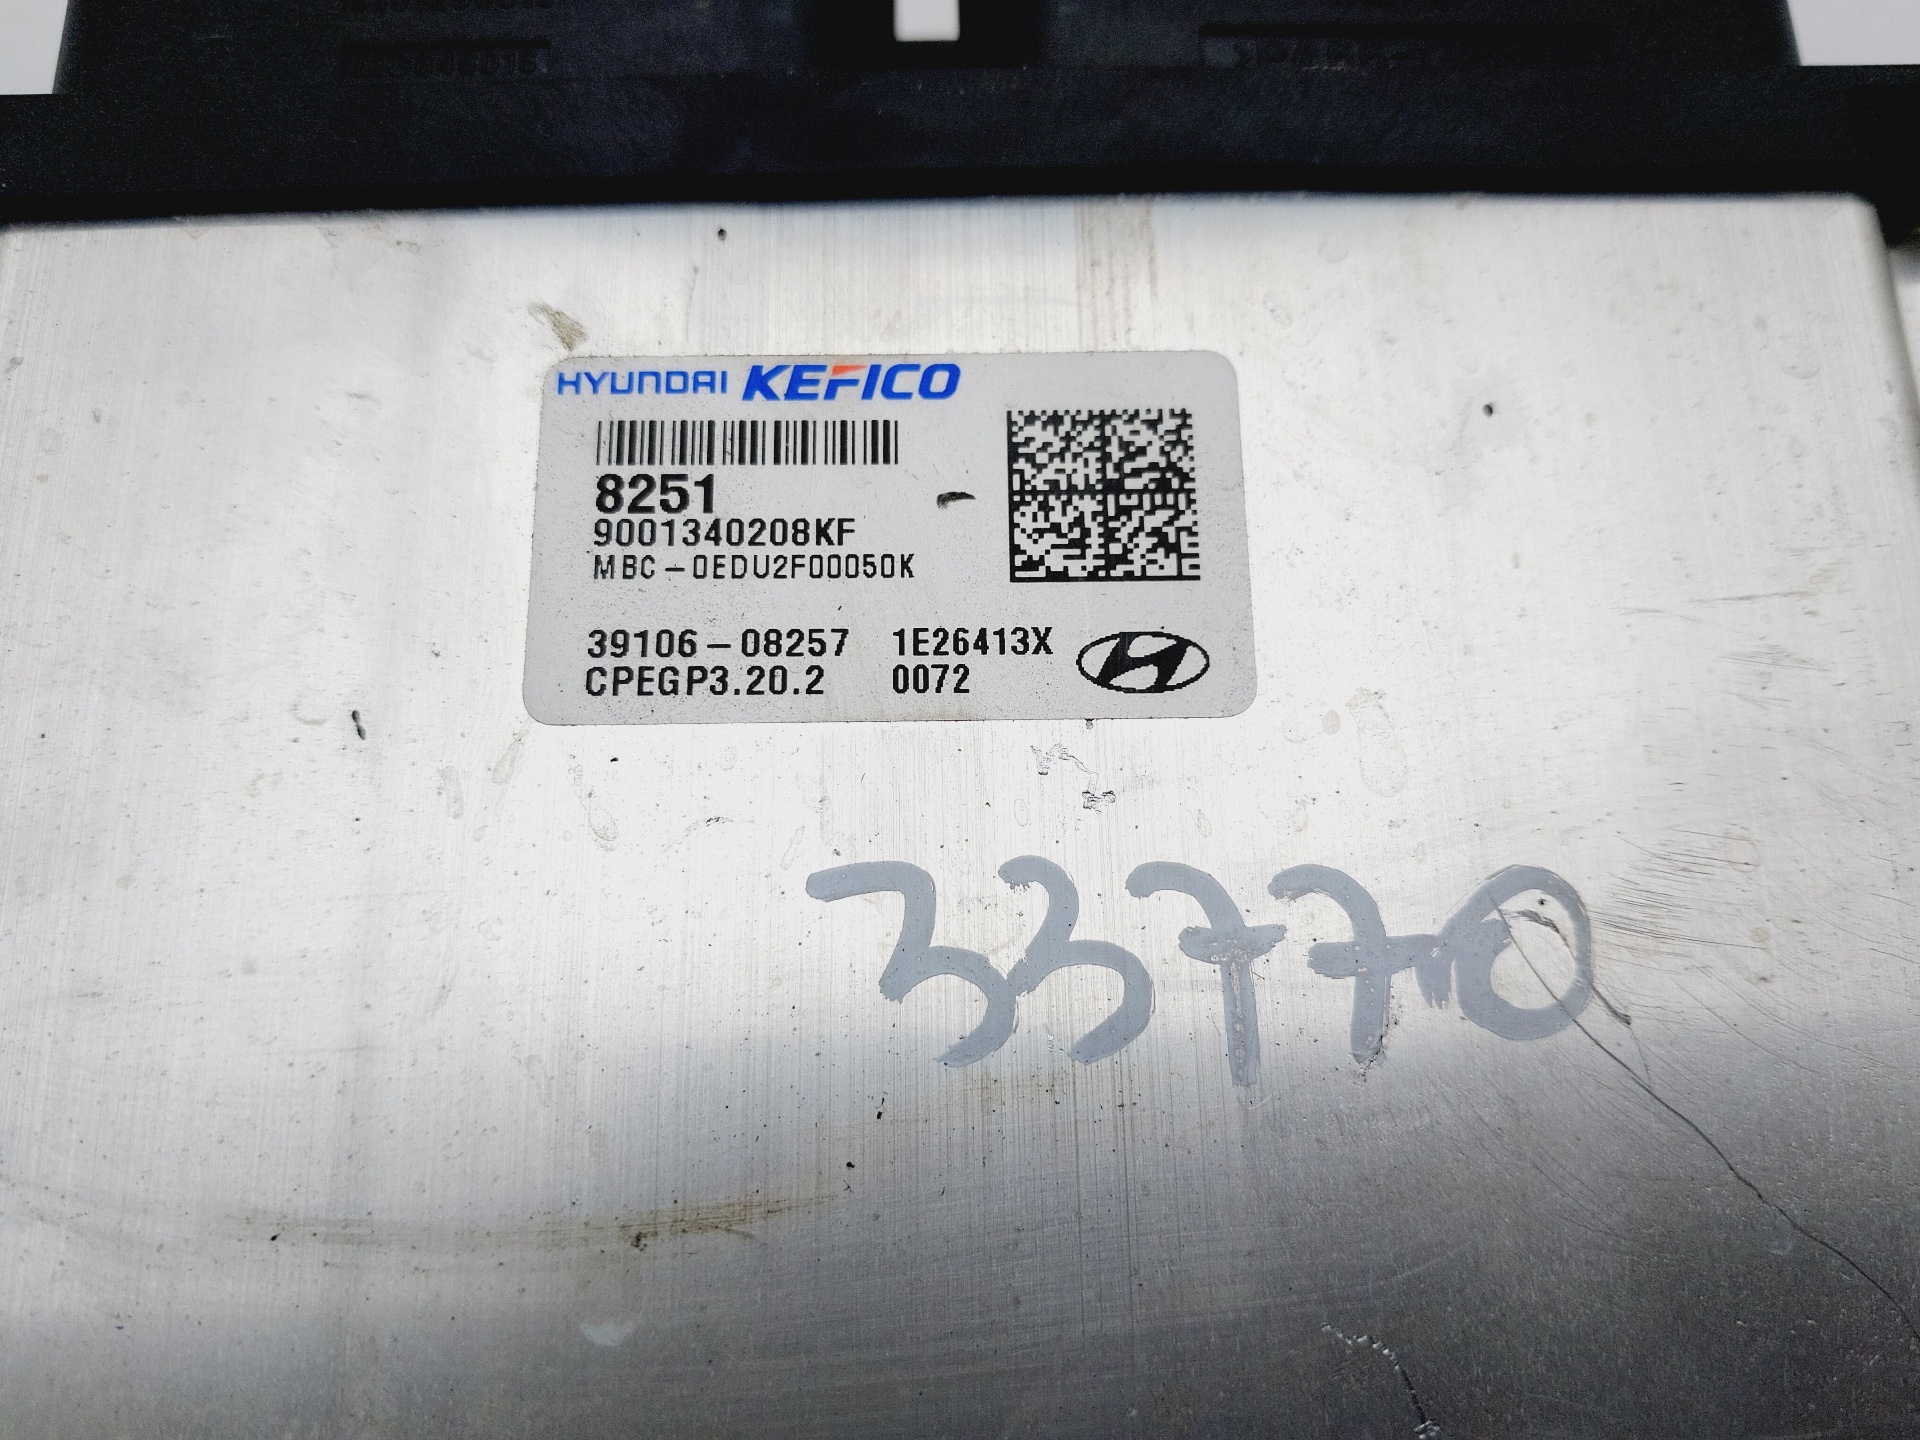 HYUNDAI KEFICO
8251
9001340208KF
MBC-0EDU2F00050K
39106-08257 1E26413X
CPEGP3.20.2 0072
33770